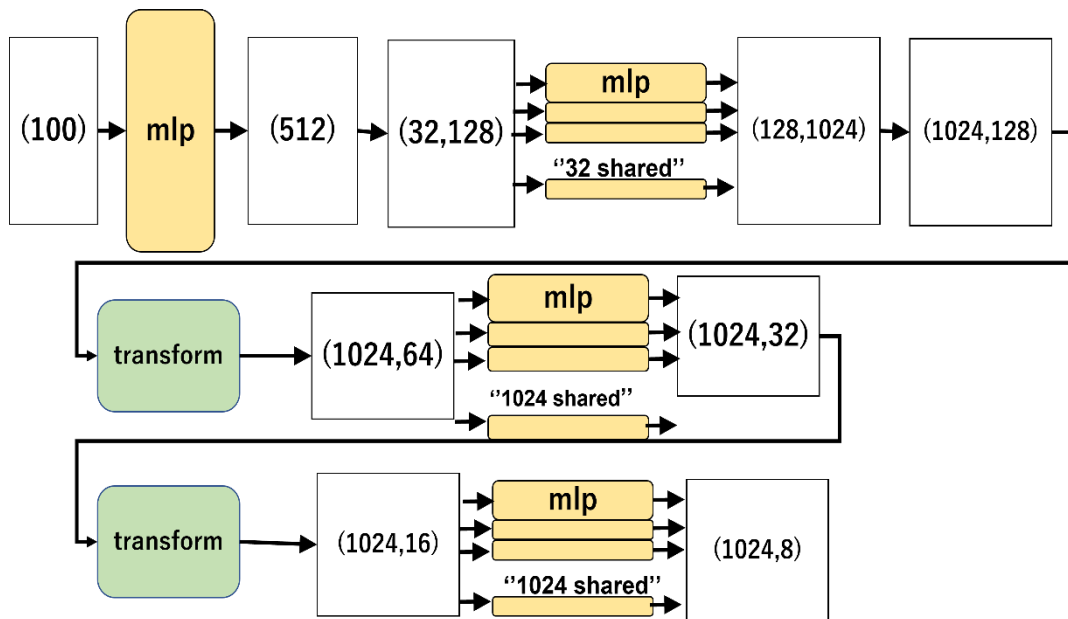 (100)
mlp
(512)
(32,128)
mlp
‘‘32 shared’’
(128,1024)
(1024,128)
transform
(1024,64)
mlp
‘‘1024 shared’’
(1024,32)
transform
(1024,16)
mlp
‘‘1024 shared’’
(1024,8)